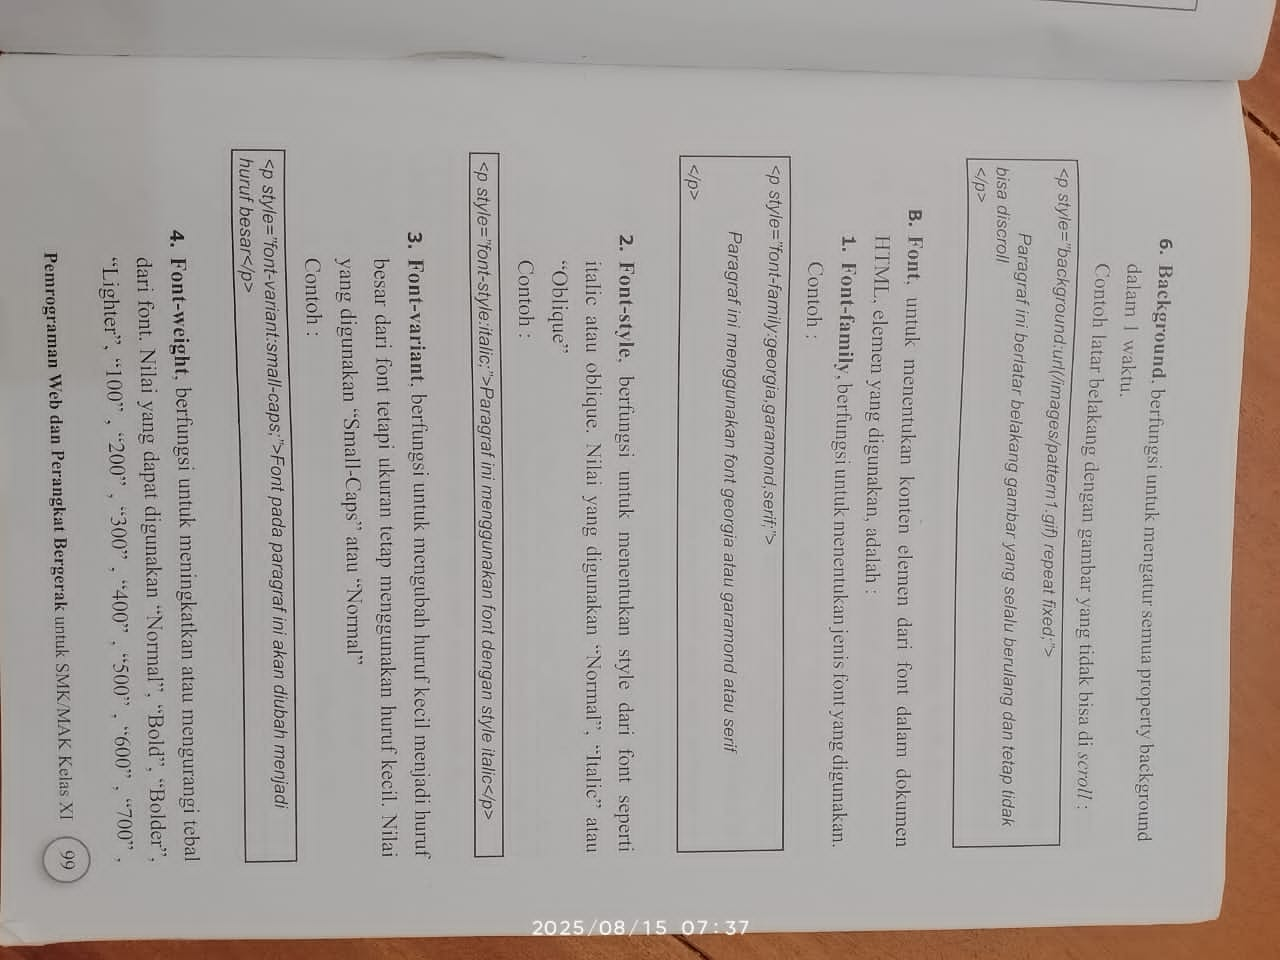 6. Background, berfungsi untuk mengatur semua property background
dalam 1 waktu.
Contoh latar belakang dengan gambar yang tidak bisa di scroll :
<p style="background:url(/images/pattern1.gif) repeat fixed;">
Paragraf ini berlatar belakang gambar yang selalu berulang dan tetap tidak
bisa discroll
</p>
B. Font, untuk menentukan konten elemen dari font dalam dokumen
HTML, elemen yang digunakan, adalah :
1. Font-family, berfungsi untuk menentukan jenis font yang digunakan.
Contoh :
<p style="font-family:georgia,garamond,serif;">
Paragraf ini menggunakan font georgia atau garamond atau serif
</p>
2. Font-style, berfungsi untuk menentukan style dari font seperti
italic atau oblique. Nilai yang digunakan “Normal”, “Italic” atau
“Oblique”
Contoh :
<p style="font-style:italic;">Paragraf ini menggunakan font dengan style italic</p>
3. Font-variant, berfungsi untuk mengubah huruf kecil menjadi huruf
besar dari font tetapi ukuran tetap menggunakan huruf kecil. Nilai
yang digunakan “Small-Caps” atau “Normal”
Contoh :
<p style="font-variant:small-caps;">Font pada paragraf ini akan diubah menjadi
huruf besar</p>
4. Font-weight, berfungsi untuk meningkatkan atau mengurangi tebal
dari font. Nilai yang dapat digunakan “Normal”, “Bold”, “Bolder”,
“Lighter”, “100” , “200” , “300” , “400” , “500” , “600” , “700” ,
Pemrograman Web dan Perangkat Bergerak untuk SMK/MAK Kelas XI 99
2025/08/15 07:37